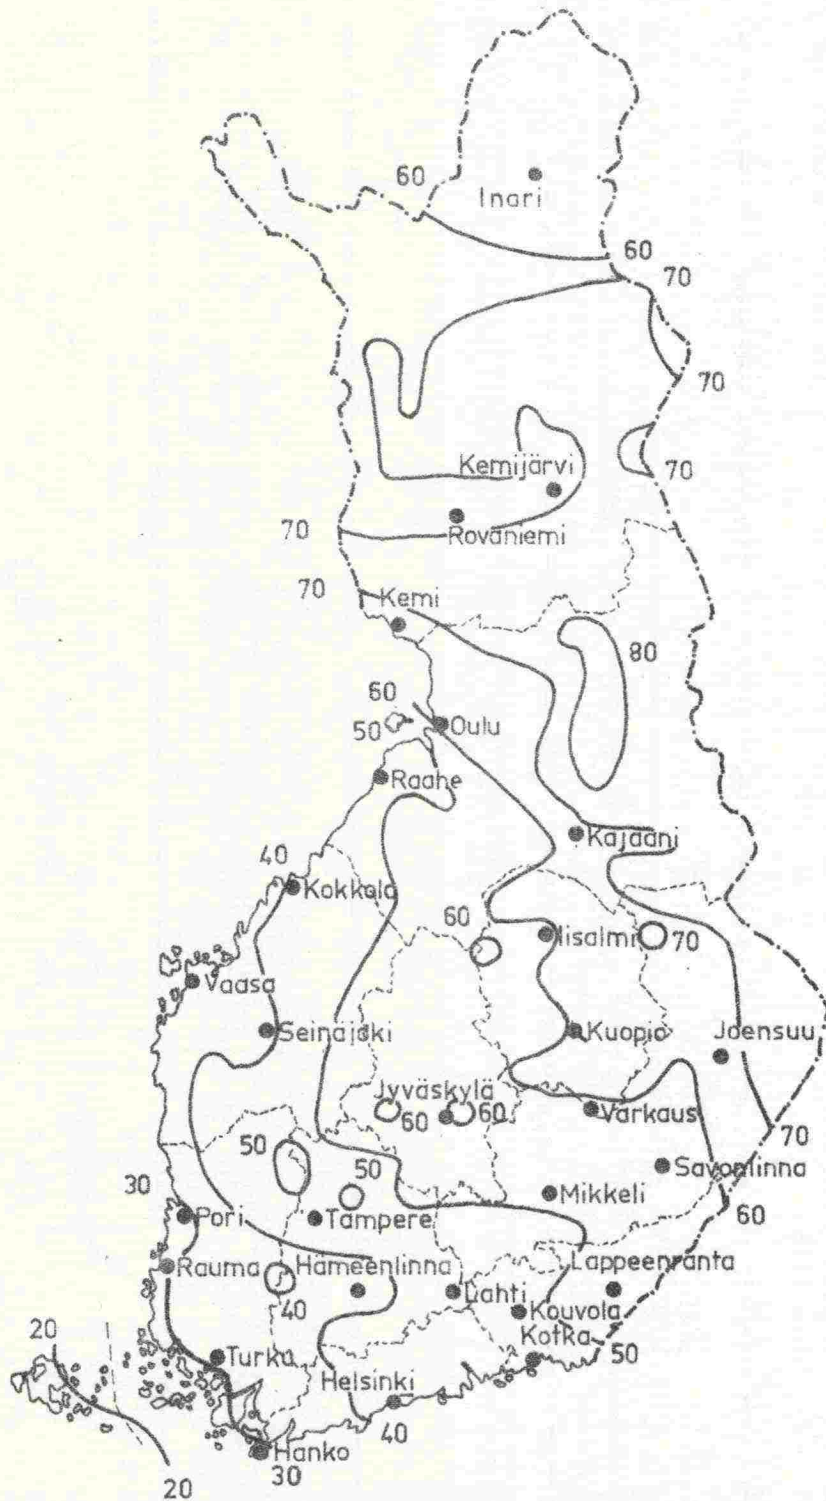 60
Inari
60
70
70
Kemijärvi
70
70
Rovaniemi
70
Kemi
80
60
50
Oulu
Raahe
Kajaani
40
Kokkola
60
Iisalmi
70
Vaasa
Seinäjoki
Kuopio
Joensuu
Jyväskylä
60
60
Varkaus
70
50
50
Savonlinna
30
Mikkeli
60
Pori
Tampere
Rauma
Hämeenlinna
Lappeenranta
40
Lahti
Kouvola
20
Turku
Kotka
50
Helsinki
40
Hanko
20
30